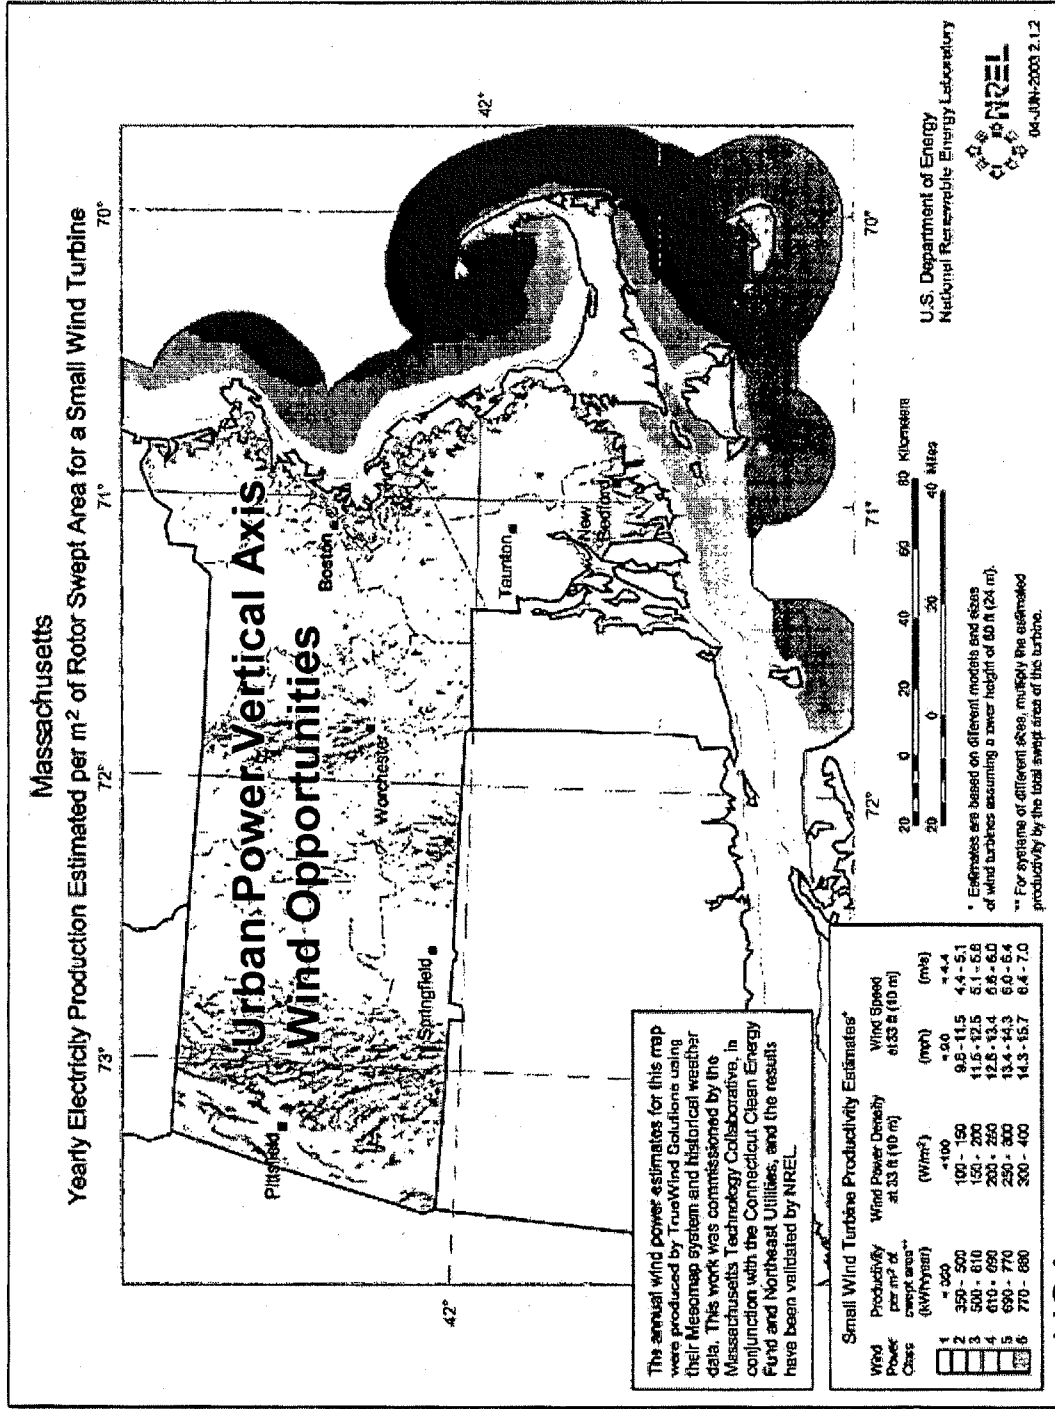 Massachusetts
Yearly Electricity Production Estimated per m² of Rotor Swept Area for a Small Wind Turbine
73°
72°
71°
70°
Urban Power Vertical Axis
Wind Opportunities
Pittsfield
Springfield
Worchester
Boston
Taunton
New
Bedford
42°
42°
72°
71°
70°
The annual wind power estimates for this map
were produced by TrueWind Solutions using
their Mesomap system and historical weather
data. This work was commissioned by the
Massachusetts Technology Collaborative, in
conjunction with the Connecticut Clean Energy
Fund and Northeast Utilities, and the results
have been validated by NREL.
Small Wind Turbine Productivity Estimates*
Wind Power Class
Productivity per m² of swept area** (kWh/year)
Wind Power Density at 33 ft (10 m) (W/m²)
Wind Speed at 33 ft (10 m)
(mph) (m/s)
1 <100 < 4.4
2 350 - 500 100 - 150 9.8 - 11.5 4.4 - 5.1
3 500 - 610 150 - 200 11.5 - 12.5 5.1 - 5.6
4 610 - 690 200 - 250 12.5 - 13.4 5.6 - 6.0
5 690 - 770 250 - 300 13.4 - 14.3 6.0 - 6.4
6 770 - 880 300 - 400 14.3 - 15.7 6.4 - 7.0
20 0 20 40 60 80 Kilometers
20 0 20 40 Miles
* Estimates are based on different models and sizes
of wind turbines assuming a tower height of 80 ft (24 m).
** For systems of different sizes, multiply the estimated
productivity by the total swept area of the turbine.
U.S. Department of Energy
National Renewable Energy Laboratory
NREL
04-JUN-2003 2.1.2